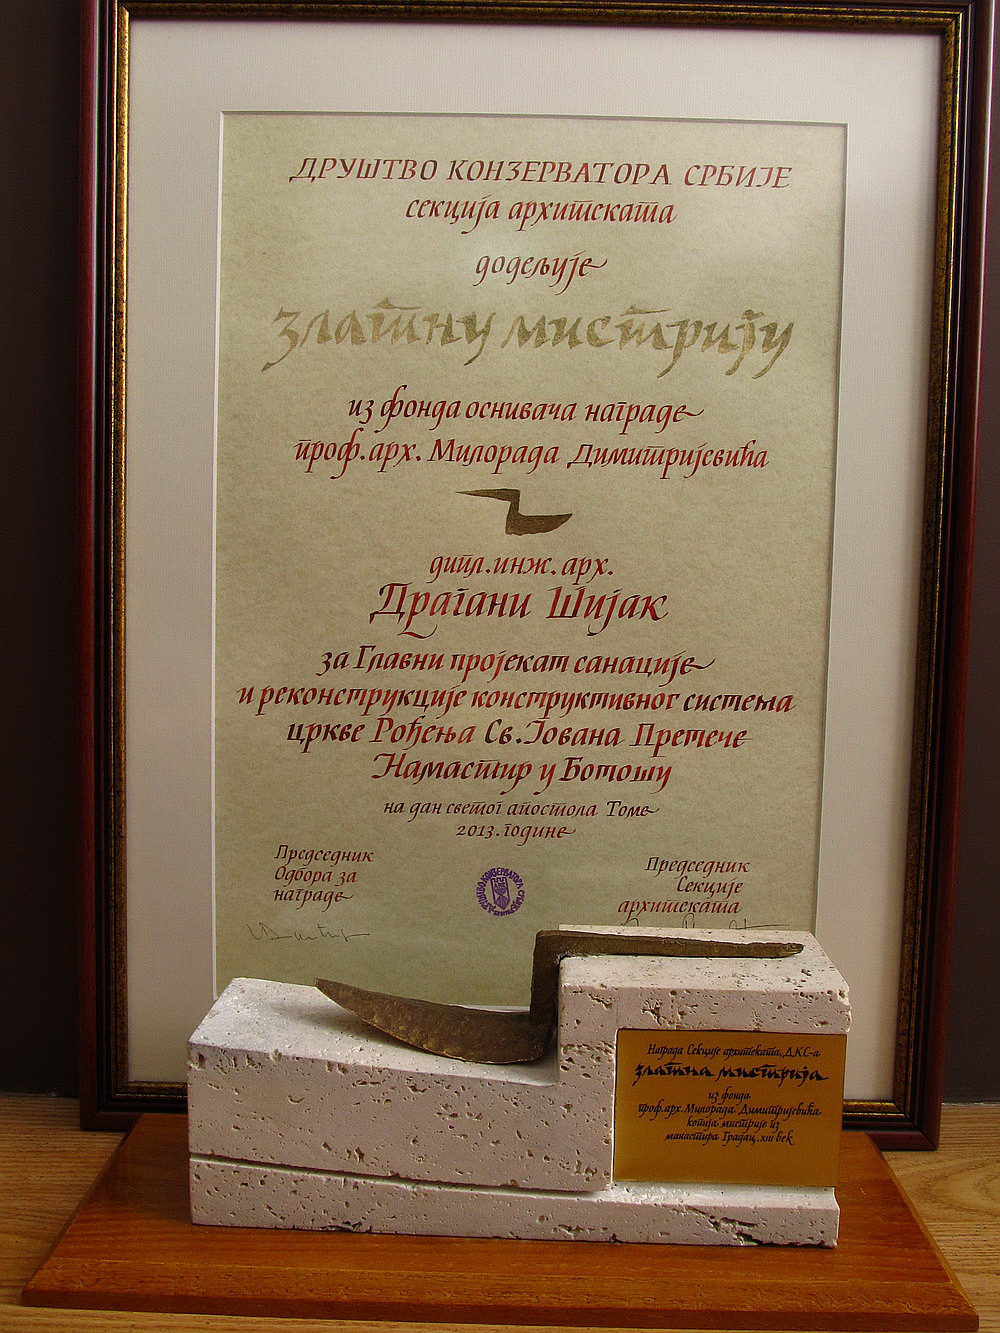 ДРУШТВО КОНЗЕРВАТОРА СРБИЈЕ
секција архитеката
додељује
златну мистрију
из фонда оснивача награде
проф. арх. Милорада Димитријевића
дипл. инж. арх.
Драгани Шијак
за Главни пројекат санације
и реконструкције конструктивног система
цркве Рођења Св. Јована Претече
Намастир у Ботошу
на дан светог апостола Томе
2013. године
Председник
Одбора за
награде
Председник
Секције
архитеката
ДРУШТВО КОНЗЕРВАТОРА СРБИЈЕ
Награда Секције архитеката, ДКС-а
златна мистрија
из фонда
проф. арх. Милорада Димитријевића
копија мистрије из
манастира Градац, XIII век